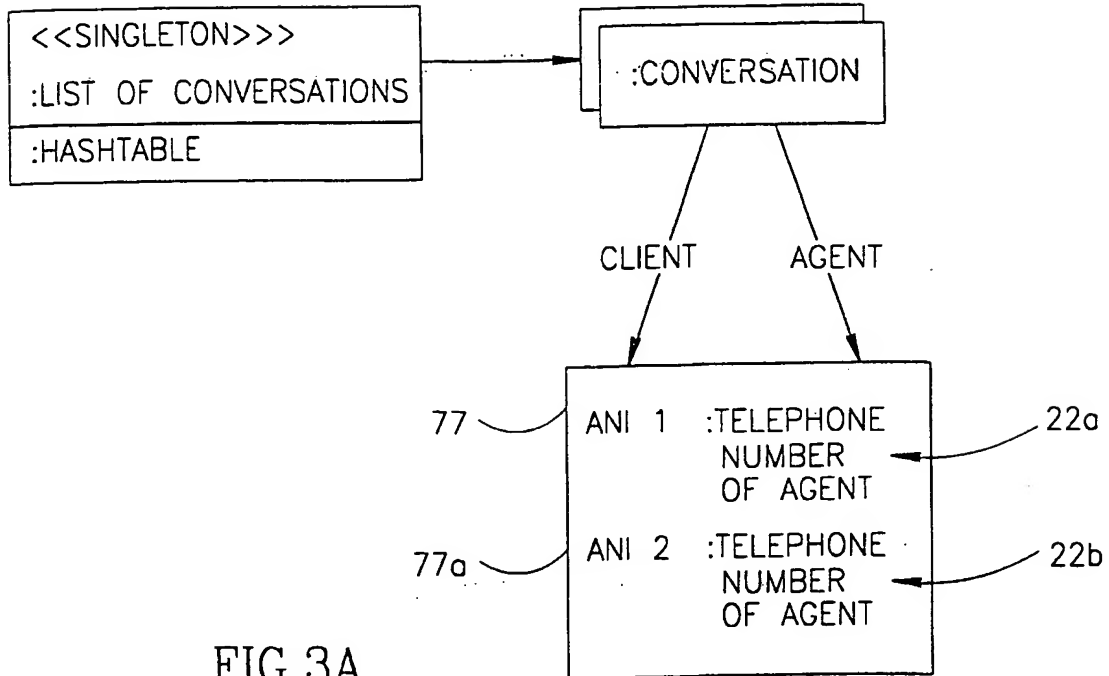 <<SINGLETON>>>
:LIST OF CONVERSATIONS
:HASHTABLE
:CONVERSATION
CLIENT
AGENT
77
ANI 1 :TELEPHONE
NUMBER
OF AGENT
22a
77a
ANI 2 :TELEPHONE
NUMBER
OF AGENT
22b
FIG.3A